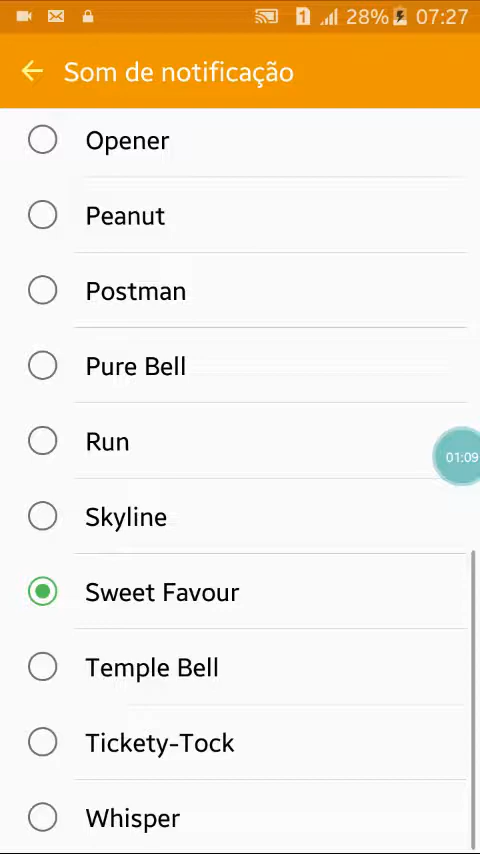 1 28% 07:27
Som de notificação
Opener
Peanut
Postman
Pure Bell
Run
01:09
Skyline
Sweet Favour
Temple Bell
Tickety-Tock
Whisper